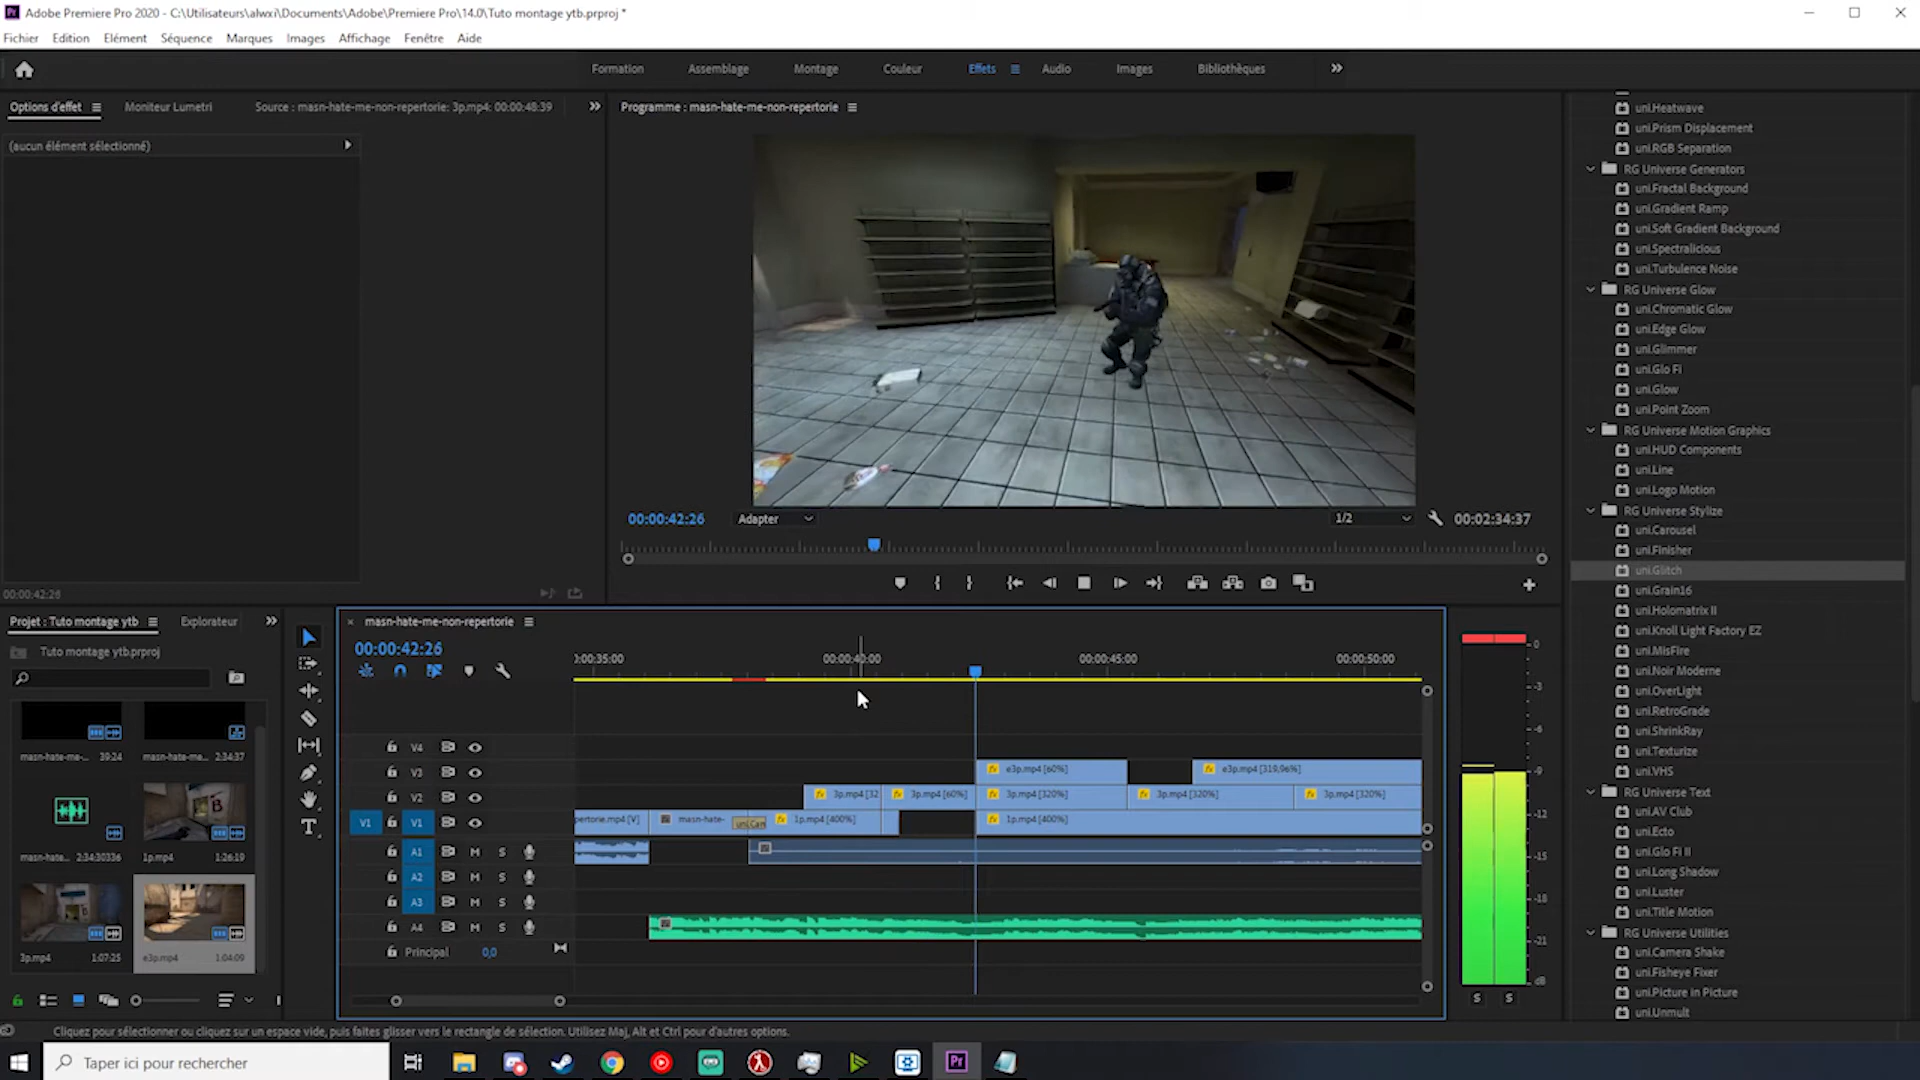 Adobe Premiere Pro 2020 - C:\Utilisateurs\alwxi\Documents\Adobe\Premiere Pro\14.0\Tuto montage ytb.prproj *
Fichier Edition Elément Séquence Marques Images Affichage Fenêtre Aide
Formation Assemblage Montage Couleur Effets Audio Images Bibliothèques
Options d'effet Moniteur Lumetri Source : masn-hate-me-non-repertorie: 3p.mp4: 00:00:48:39
(aucun élément sélectionné)
00:00:42:26
Programme : masn-hate-me-non-repertorie
00:00:42:26 Adapter 1/2 00:02:34:37
uni.Heatwave
uni.Prism Displacement
uni.RGB Separation
RG Universe Generators
uni.Fractal Background
uni.Gradient Ramp
uni.Soft Gradient Background
uni.Spectralicious
uni.Turbulence Noise
RG Universe Glow
uni.Chromatic Glow
uni.Edge Glow
uni.Glimmer
uni.Glo Fi
uni.Glow
uni.Point Zoom
RG Universe Motion Graphics
uni.HUD Components
uni.Line
uni.Logo Motion
RG Universe Stylize
uni.Carousel
uni.Finisher
uni.Glitch
uni.Grain16
uni.Holomatrix II
uni.Knoll Light Factory EZ
uni.MisFire
uni.Noir Moderne
uni.OverLight
uni.RetroGrade
uni.ShrinkRay
uni.Texturize
uni.VHS
RG Universe Text
uni.AV Club
uni.Ecto
uni.Glo Fi II
uni.Long Shadow
uni.Luster
uni.Title Motion
RG Universe Utilities
uni.Camera Shake
uni.Fisheye Fixer
uni.Picture in Picture
uni.Unmult
Projet : Tuto montage ytb Explorateur
Tuto montage ytb.prproj
masn-hate-me-... 39:24 masn-hate-me... 2:34:37
masn-hate... 2:34:30336 1p.mp4 1:26:19
3p.mp4 1:07:25 e3p.mp4 1:04:09
masn-hate-me-non-repertorie
00:00:42:26
:00:35:00 00:00:40:00 00:00:45:00 00:00:50:00
V4
V3 e3p.mp4 [60%] e3p.mp4 [319,96%]
V2 3p.mp4 [32 3p.mp4 [60%] 3p.mp4 [320%] 3p.mp4 [320%] 3p.mp4 [320%]
V1 V1 pertorie.mp4 [V] masn-hate- uni.Cam 1p.mp4 [400%] 1p.mp4 [400%]
A1 M S
A2 M S
A3 M S
A4 M S
Principal 0,0
0
-3
-6
-9
-12
-15
-18
-21
dB
S S
Cliquez pour sélectionner ou cliquez sur un espace vide, puis faites glisser vers le rectangle de sélection. Utilisez Maj, Alt et Ctrl pour d'autres options.
Taper ici pour rechercher